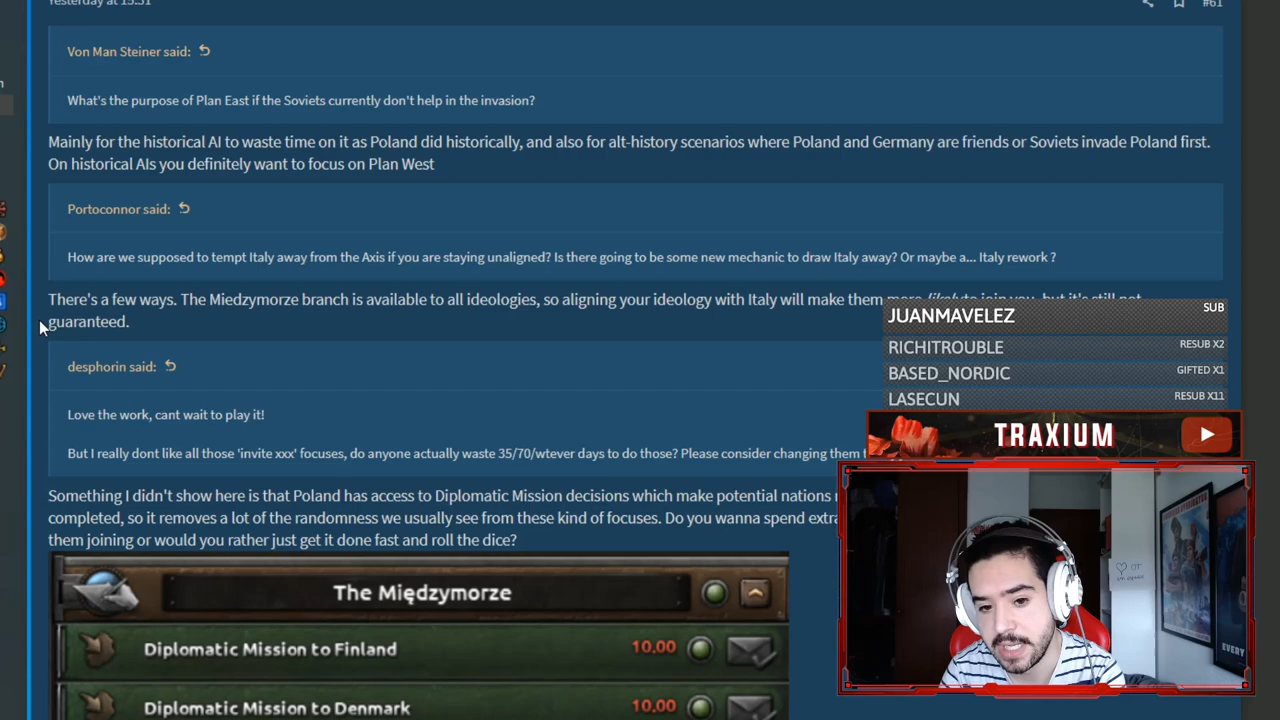 Yesterday at 15:31
#61
Von Man Steiner said:
What's the purpose of Plan East if the Soviets currently don't help in the invasion?
Mainly for the historical AI to waste time on it as Poland did historically, and also for alt-history scenarios where Poland and Germany are friends or Soviets invade Poland first.
On historical AIs you definitely want to focus on Plan West
Portoconnor said:
How are we supposed to tempt Italy away from the Axis if you are staying unaligned? Is there going to be some new mechanic to draw Italy away? Or maybe a... Italy rework ?
There's a few ways. The Miedzymorze branch is available to all ideologies, so aligning your ideology with Italy will make them more likely to join you, but it's still not
guaranteed.
desphorin said:
Love the work, cant wait to play it!
But I really dont like all those 'invite xxx' focuses, do anyone actually waste 35/70/wtever days to do those? Please consider changing them
Something I didn't show here is that Poland has access to Diplomatic Mission decisions which make potential nations
completed, so it removes a lot of the randomness we usually see from these kind of focuses. Do you wanna spend extra
them joining or would you rather just get it done fast and roll the dice?
The Międzymorze
Diplomatic Mission to Finland 10,00
Diplomatic Mission to Denmark 10,00
JUANMAVELEZ SUB
RICHITROUBLE RESUB X2
BASED_NORDIC GIFTED X1
LASECUN RESUB X11
TRAXIUM
EVERY